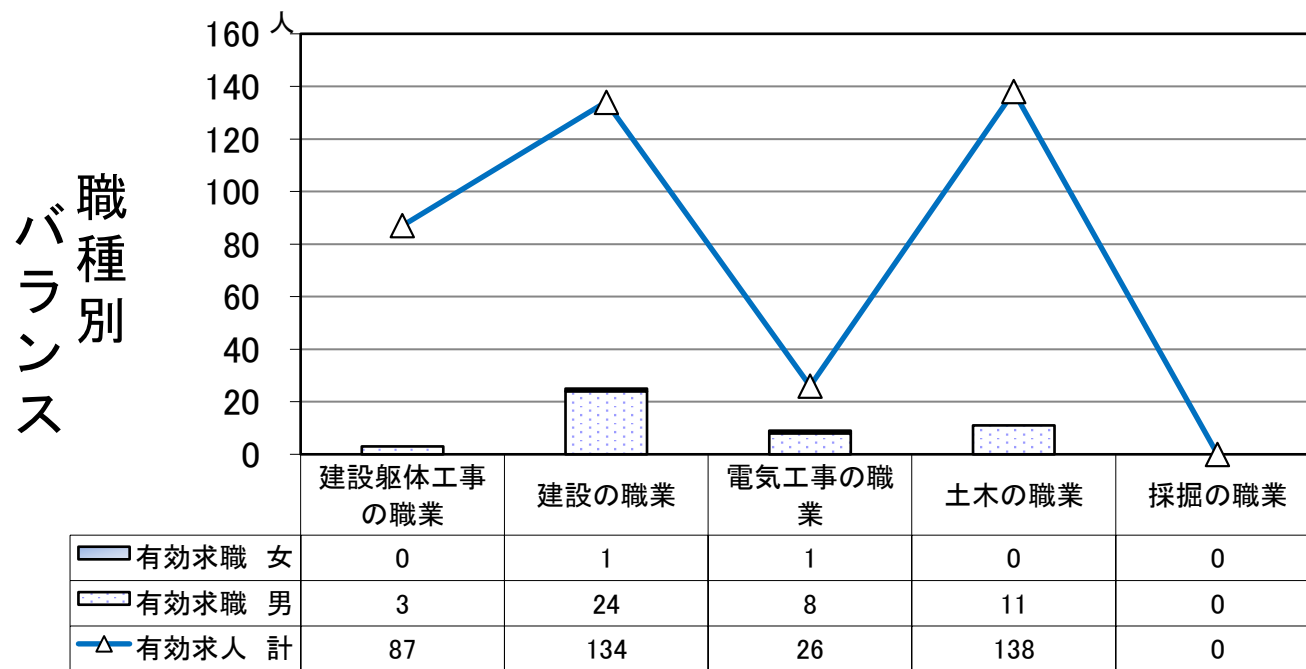 人
160
140
120
100
80
60
40
20
0
職種別
バランス
建設躯体工事
の職業
建設の職業
電気工事の職
業
土木の職業
採掘の職業
有効求職 女 0 1 1 0 0
有効求職 男 3 24 8 11 0
有効求人 計 87 134 26 138 0